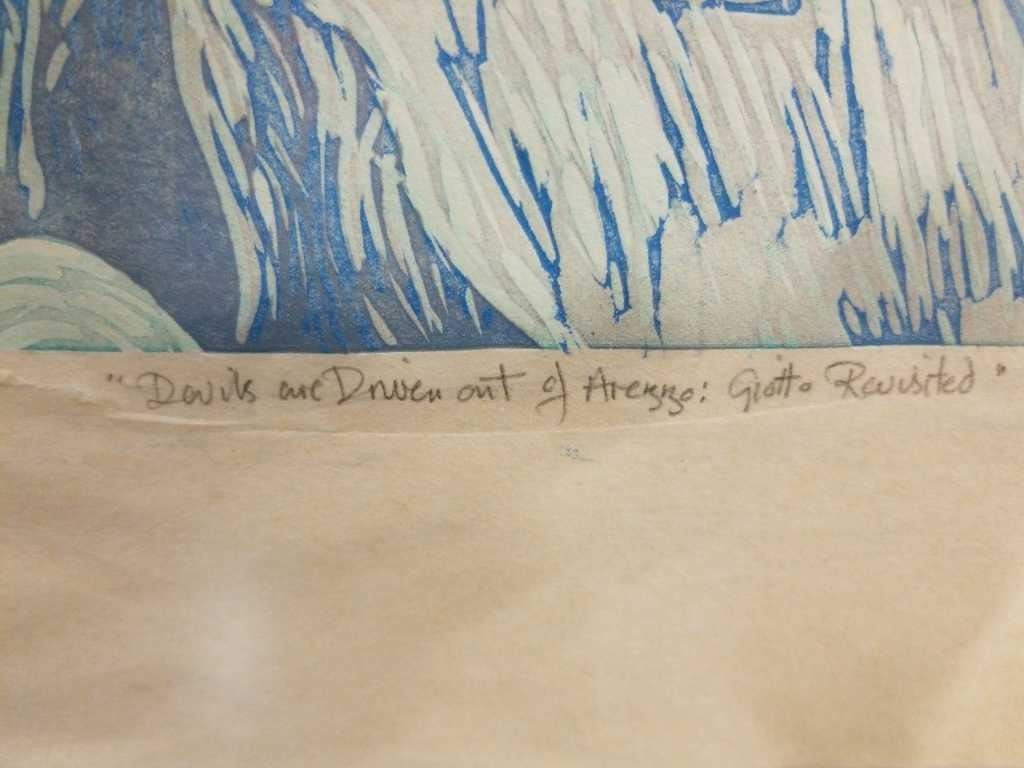 "Devils are Driven out of Arezzo: Giotto Revisited"